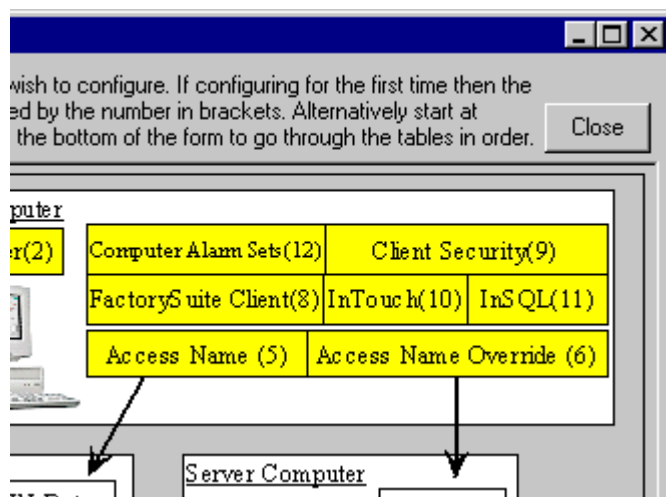 wish to configure. If configuring for the first time then the
ed by the number in brackets. Alternatively start at
the bottom of the form to go through the tables in order.
Close
puter
r(2)
Computer Alarm Sets(12) Client Security(9)
FactorySuite Client(8) InTouch(10) InSQL(11)
Access Name (5) Access Name Override (6)
Server Computer